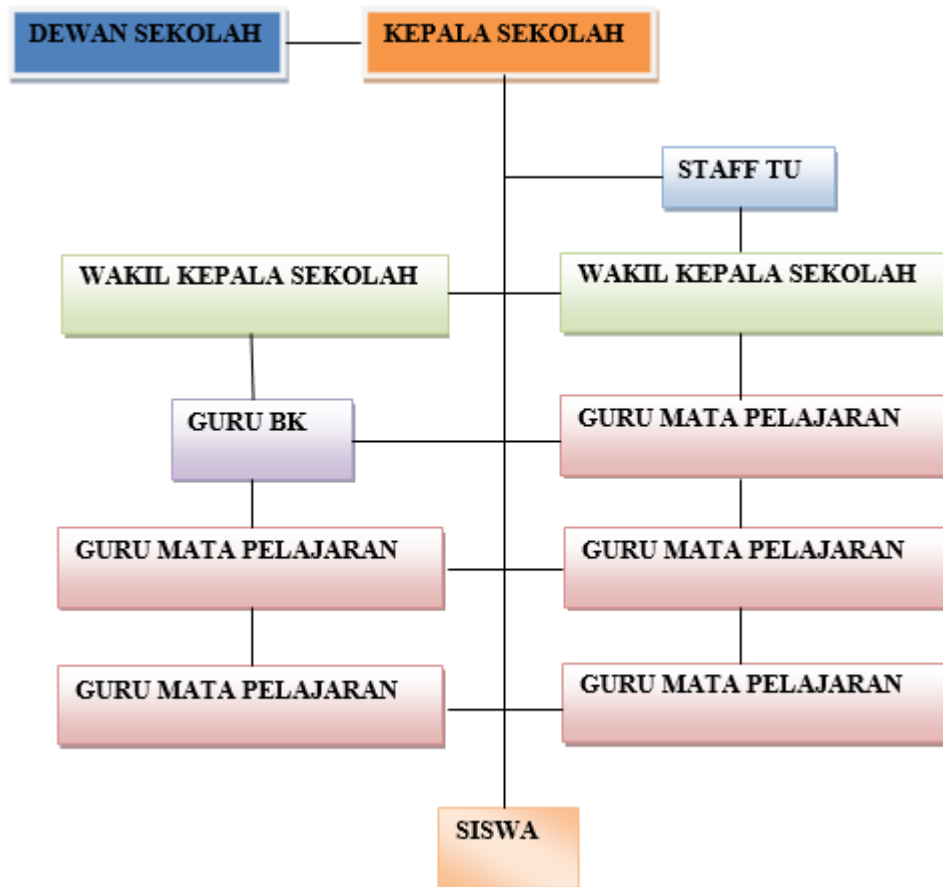 DEWAN SEKOLAH
KEPALA SEKOLAH
STAFF TU
WAKIL KEPALA SEKOLAH
WAKIL KEPALA SEKOLAH
GURU BK
GURU MATA PELAJARAN
GURU MATA PELAJARAN
GURU MATA PELAJARAN
GURU MATA PELAJARAN
GURU MATA PELAJARAN
SISWA